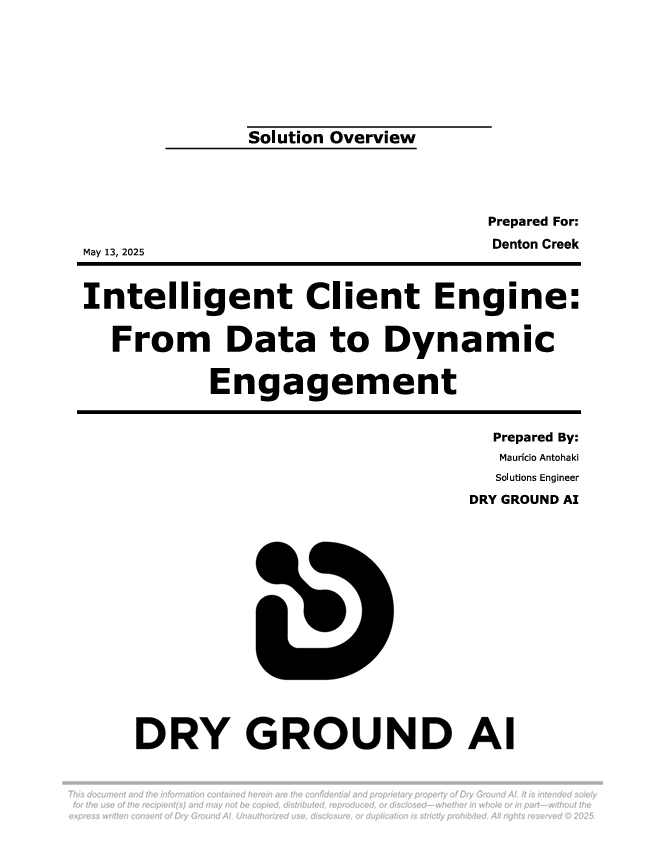 Solution Overview
Prepared For:
Denton Creek
May 13, 2025
Intelligent Client Engine:
From Data to Dynamic
Engagement
Prepared By:
Maurício Antohaki
Solutions Engineer
DRY GROUND AI
DRY GROUND AI
This document and the information contained herein are the confidential and proprietary property of Dry Ground AI. It is intended solely
for the use of the recipient(s) and may not be copied, distributed, reproduced, or disclosed—whether in whole or in part—without the
express written consent of Dry Ground AI. Unauthorized use, disclosure, or duplication is strictly prohibited. All rights reserved © 2025.